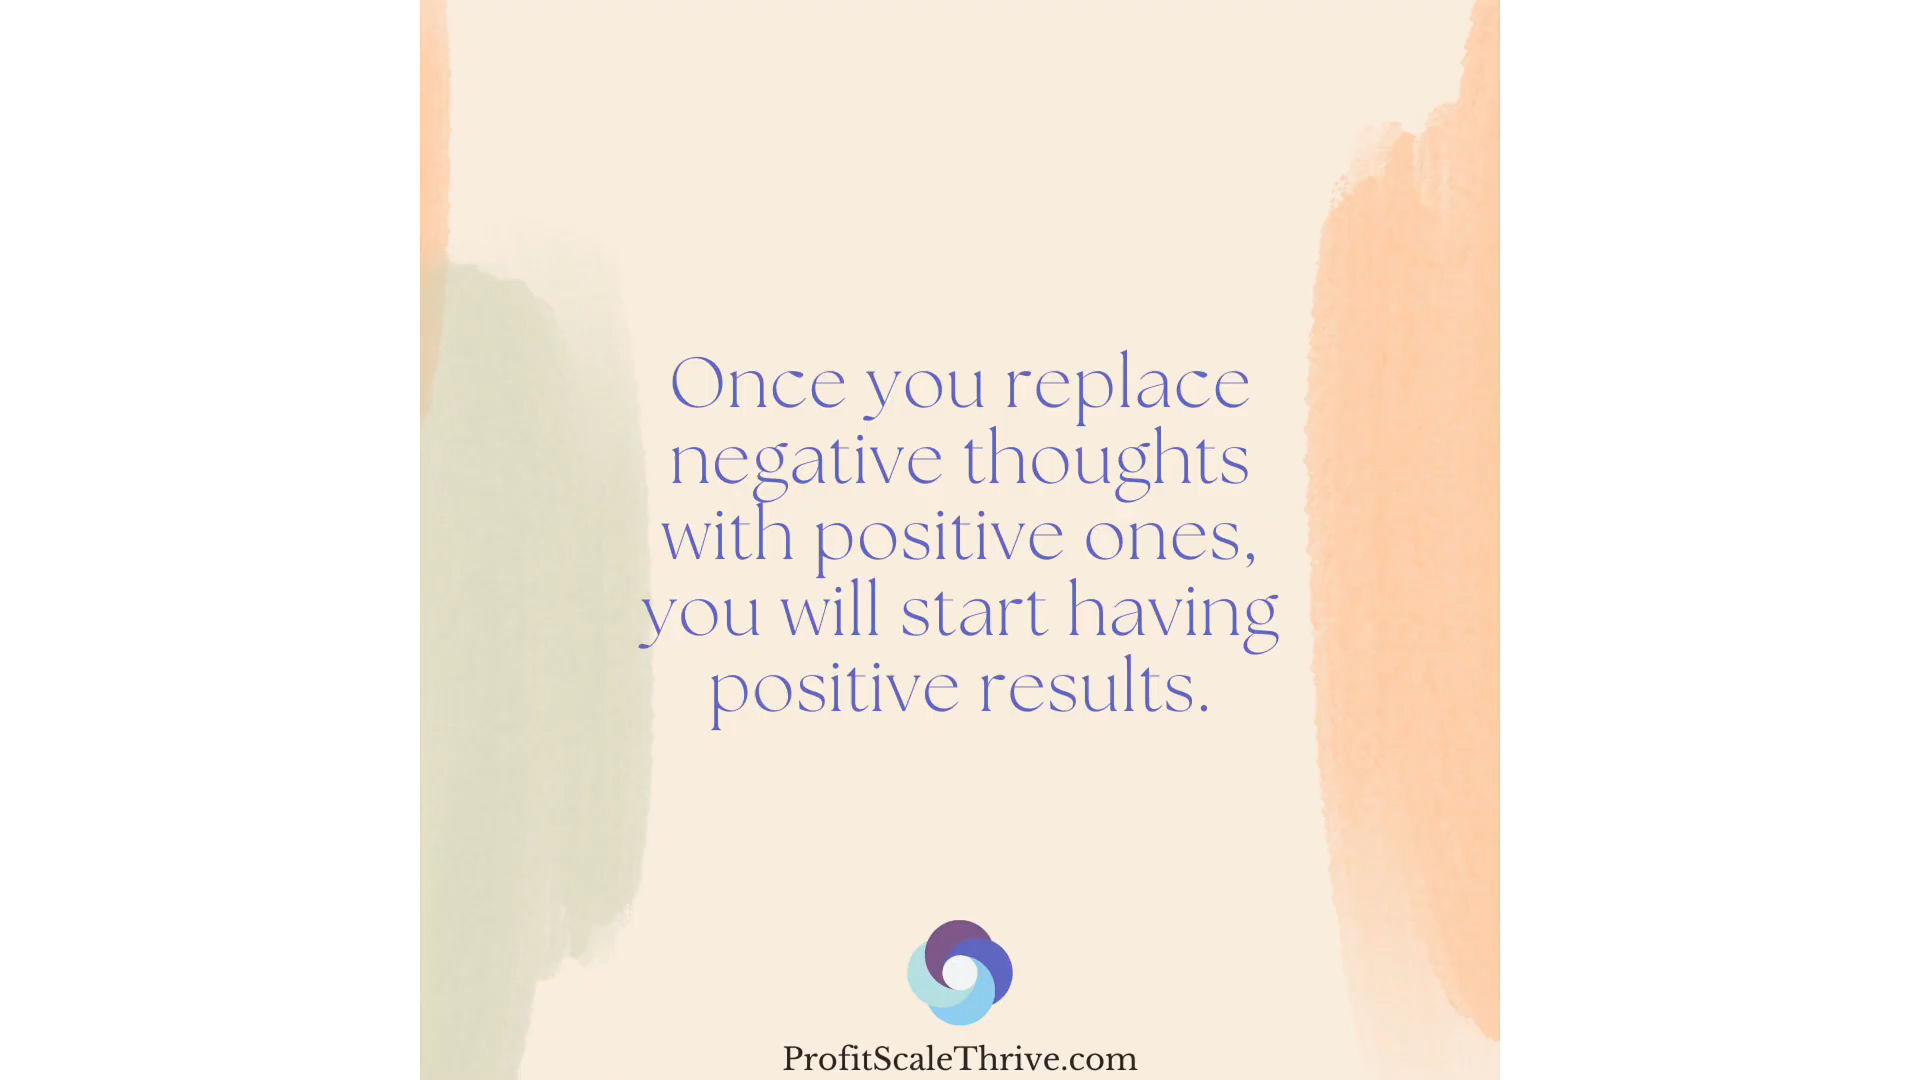 Once you replace
negative thoughts
with positive ones,
you will start having
positive results.
ProfitScaleThrive.com